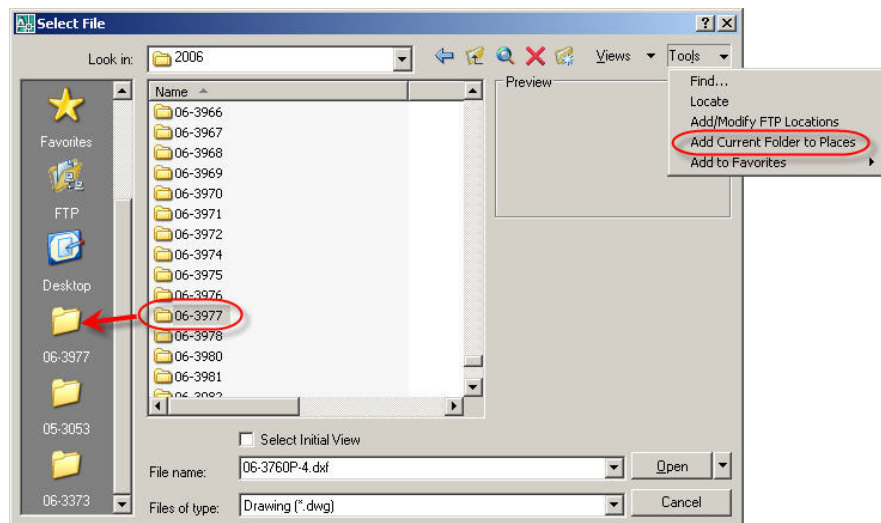 Select File
Look in:
2006
Views
Tools
Find...
Locate
Add/Modify FTP Locations
Add Current Folder to Places
Add to Favorites
Favorites
FTP
Desktop
06-3977
05-3053
06-3373
Name
06-3966
06-3967
06-3968
06-3969
06-3970
06-3971
06-3972
06-3974
06-3975
06-3976
06-3977
06-3978
06-3980
06-3981
06-3982
Preview
Select Initial View
File name:
06-3760P-4.dxf
Open
Files of type:
Drawing (*.dwg)
Cancel